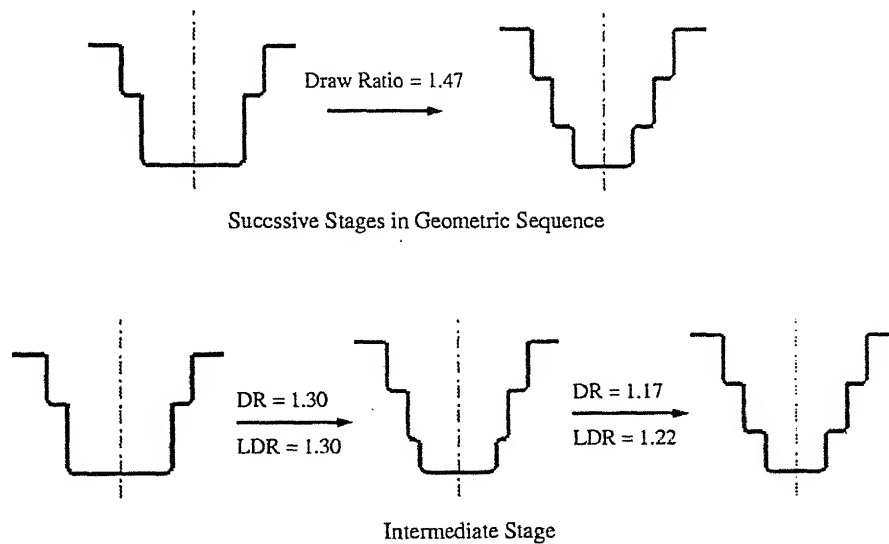 Draw Ratio = 1.47
Succssive Stages in Geometric Sequence
DR = 1.30
LDR = 1.30
DR = 1.17
LDR = 1.22
Intermediate Stage